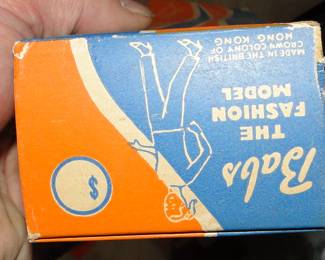 Babs
THE
FASHION
MODEL
MADE IN THE BRITISH
CROWN COLONY OF
HONG KONG
$